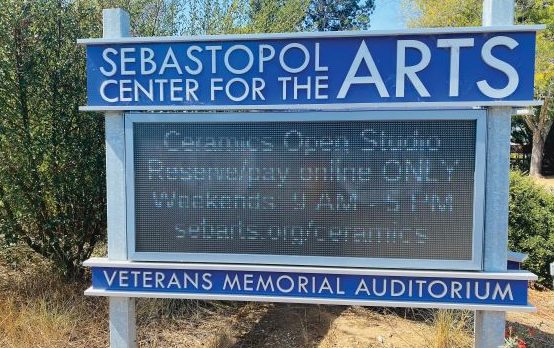 SEBASTOPOL
CENTER FOR THE ARTS
Ceramics Open Studio
Reserve/pay online ONLY
Weekends 9 AM - 5 PM
sebarts.org/ceramics
VETERANS MEMORIAL AUDITORIUM